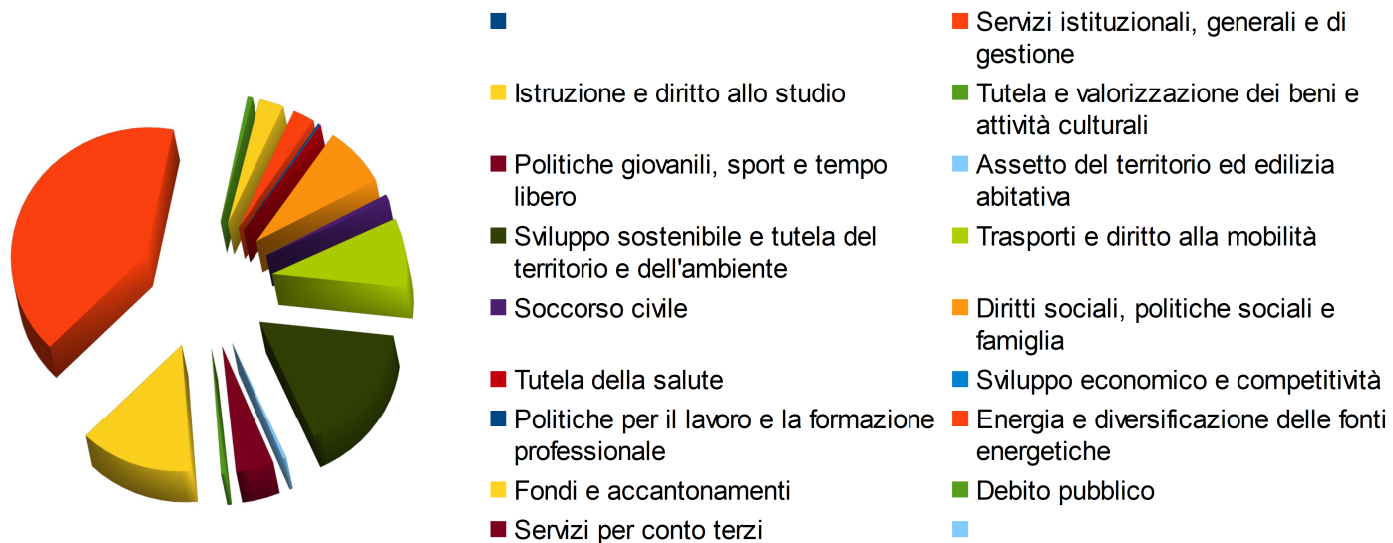 Servizi istituzionali, generali e di
gestione
Istruzione e diritto allo studio
Tutela e valorizzazione dei beni e
attività culturali
Politiche giovanili, sport e tempo
libero
Assetto del territorio ed edilizia
abitativa
Sviluppo sostenibile e tutela del
territorio e dell'ambiente
Trasporti e diritto alla mobilità
Soccorso civile
Diritti sociali, politiche sociali e
famiglia
Tutela della salute
Sviluppo economico e competitività
Politiche per il lavoro e la formazione
professionale
Energia e diversificazione delle fonti
energetiche
Fondi e accantonamenti
Debito pubblico
Servizi per conto terzi